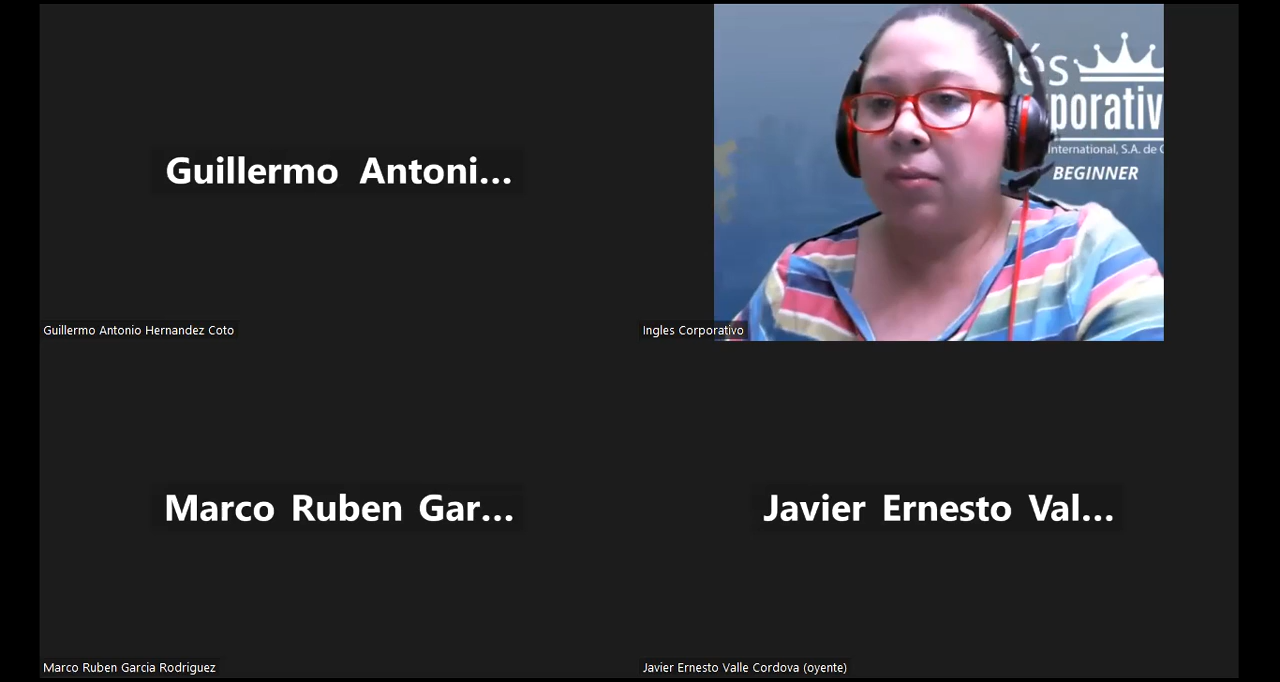 Guillermo Antoni...
Guillermo Antonio Hernandez Coto
és
porativ
International, S.A. de C
BEGINNER
Ingles Corporativo
Marco Ruben Gar...
Marco Ruben Garcia Rodriguez
Javier Ernesto Val...
Javier Ernesto Valle Cordova (oyente)